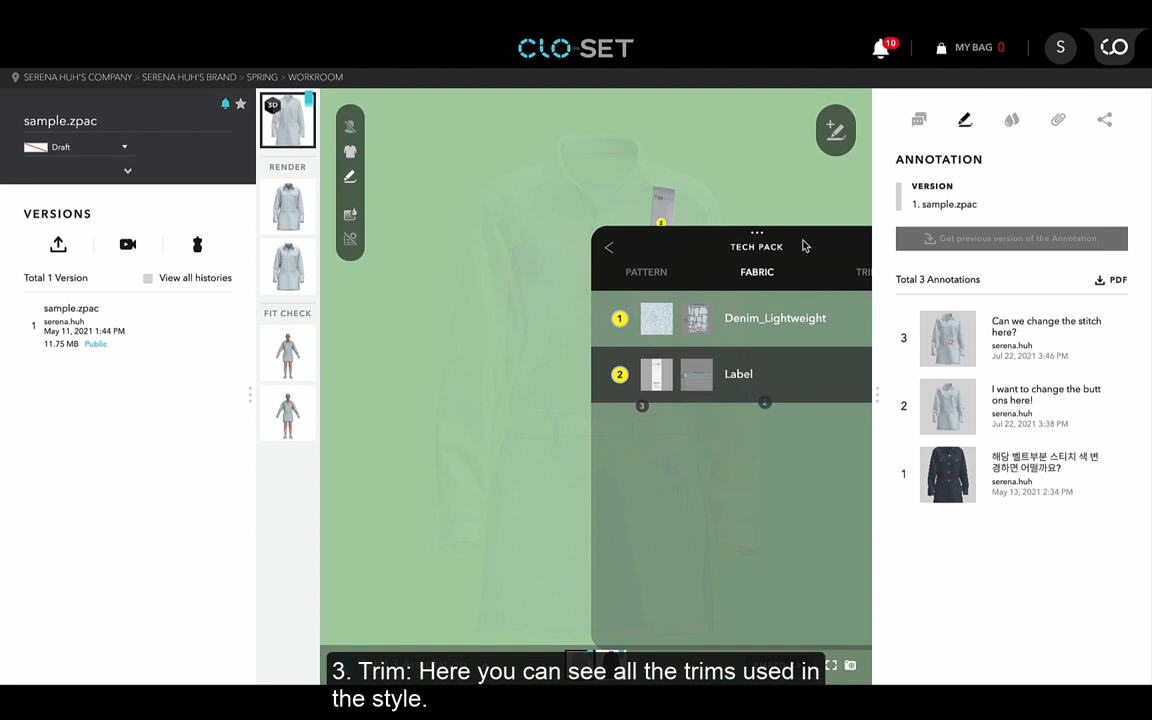 CLO-SET
10
MY BAG 0
S
SERENA.HUH'S COMPANY > SERENA.HUH'S BRAND > SPRING > WORKROOM
sample.zpac
Draft
VERSIONS
Total 1 Version
View all histories
1
sample.zpac
serena.huh
May 11, 2021 1:44 PM
11.75 MB Public
3D
RENDER
FIT CHECK
2
TECH PACK
PATTERN
FABRIC
TRI
1
Denim_Lightweight
2
Label
3
2
3. Trim: Here you can see all the trims used in
the style.
ANNOTATION
VERSION
1. sample.zpac
Get previous version of the Annotation.
Total 3 Annotations
PDF
3
Can we change the stitch
here?
serena.huh
Jul 22, 2021 3:46 PM
2
I want to change the butt
ons here!
serena.huh
Jul 22, 2021 3:38 PM
1
해당 벨트부분 스티치 색 변
경하면 어떨까요?
serena.huh
May 13, 2021 2:34 PM